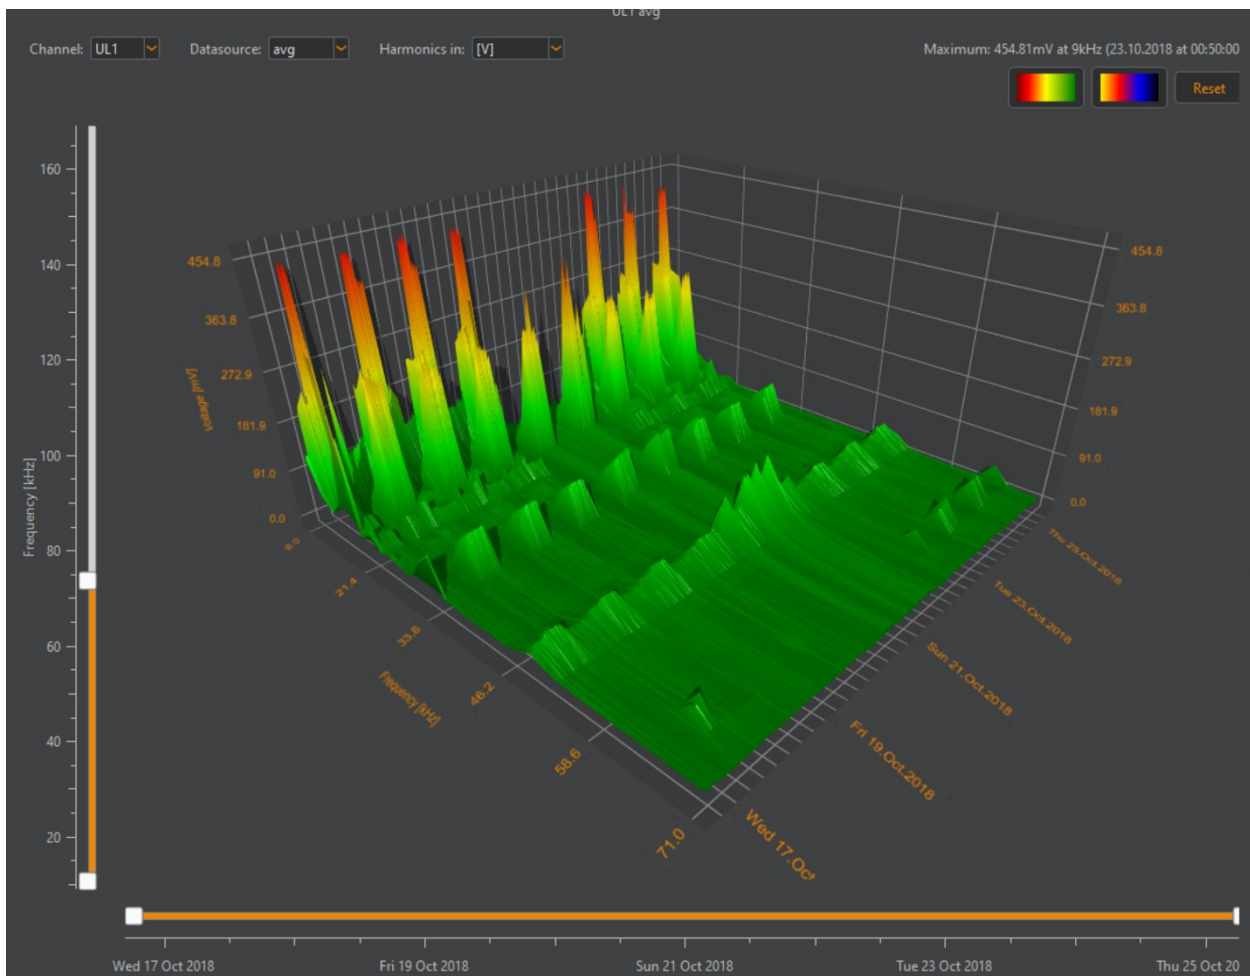 UL1 avg
Channel: UL1 Datasource: avg Harmonics in: [V] Maximum: 454.81mV at 9kHz (23.10.2018 at 00:50:00
Reset
160
140
120
100
80
60
40
20
Frequency [kHz]
454.8
363.8
272.9
181.9
91.0
0.0
Voltage [mV]
454.8
363.8
272.9
181.9
91.0
0.0
9.0
21.4
33.8
46.2
58.6
71.0
Frequency [kHz]
Thu 25.Oct.2018
Tue 23.Oct.2018
Sun 21.Oct.2018
Fri 19.Oct.2018
Wed 17.Oct
Wed 17 Oct 2018 Fri 19 Oct 2018 Sun 21 Oct 2018 Tue 23 Oct 2018 Thu 25 Oct 20